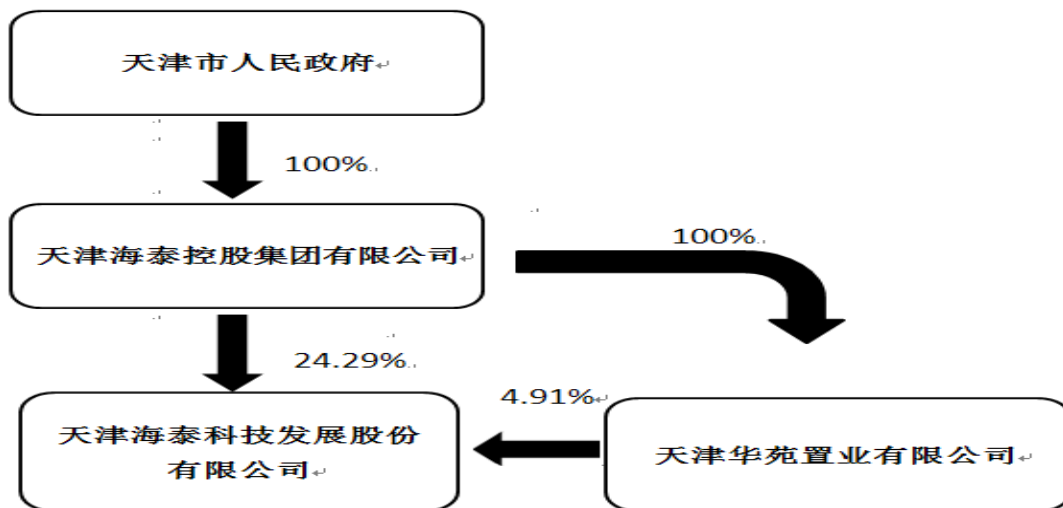 天津市人民政府
100%
天津海泰控股集团有限公司
100%
24.29%
4.91%
天津海泰科技发展股份
有限公司
天津华苑置业有限公司